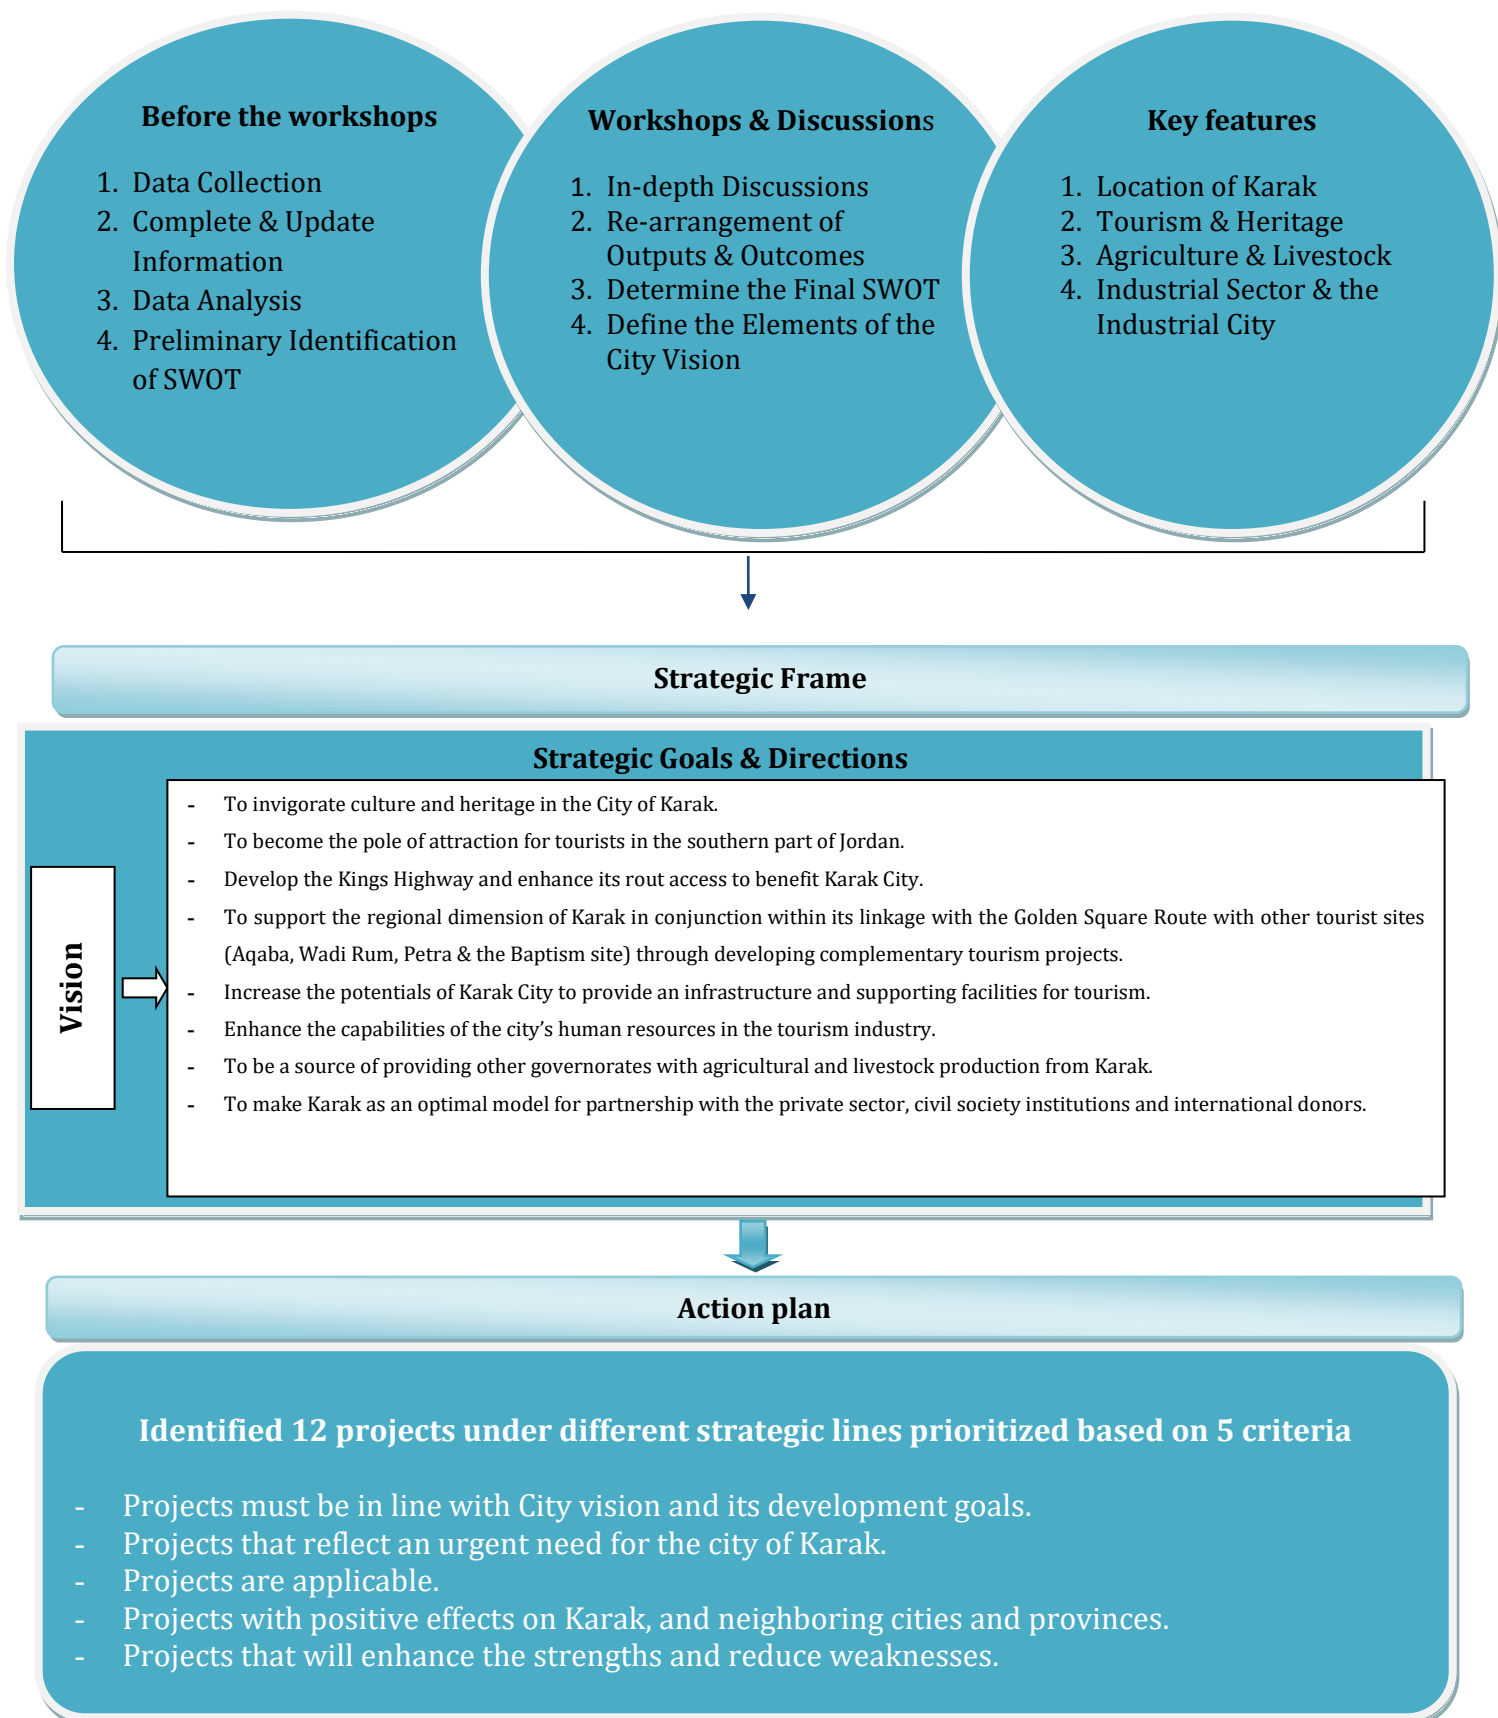 Before the workshops
1. Data Collection
2. Complete & Update
Information
3. Data Analysis
4. Preliminary Identification
of SWOT
Workshops & Discussions
1. In-depth Discussions
2. Re-arrangement of
Outputs & Outcomes
3. Determine the Final SWOT
4. Define the Elements of the
City Vision
Key features
1. Location of Karak
2. Tourism & Heritage
3. Agriculture & Livestock
4. Industrial Sector & the
Industrial City
Strategic Frame
Strategic Goals & Directions
Vision
- To invigorate culture and heritage in the City of Karak.
- To become the pole of attraction for tourists in the southern part of Jordan.
- Develop the Kings Highway and enhance its rout access to benefit Karak City.
- To support the regional dimension of Karak in conjunction within its linkage with the Golden Square Route with other tourist sites
(Aqaba, Wadi Rum, Petra & the Baptism site) through developing complementary tourism projects.
- Increase the potentials of Karak City to provide an infrastructure and supporting facilities for tourism.
- Enhance the capabilities of the city’s human resources in the tourism industry.
- To be a source of providing other governorates with agricultural and livestock production from Karak.
- To make Karak as an optimal model for partnership with the private sector, civil society institutions and international donors.
Action plan
Identified 12 projects under different strategic lines prioritized based on 5 criteria
- Projects must be in line with City vision and its development goals.
- Projects that reflect an urgent need for the city of Karak.
- Projects are applicable.
- Projects with positive effects on Karak, and neighboring cities and provinces.
- Projects that will enhance the strengths and reduce weaknesses.